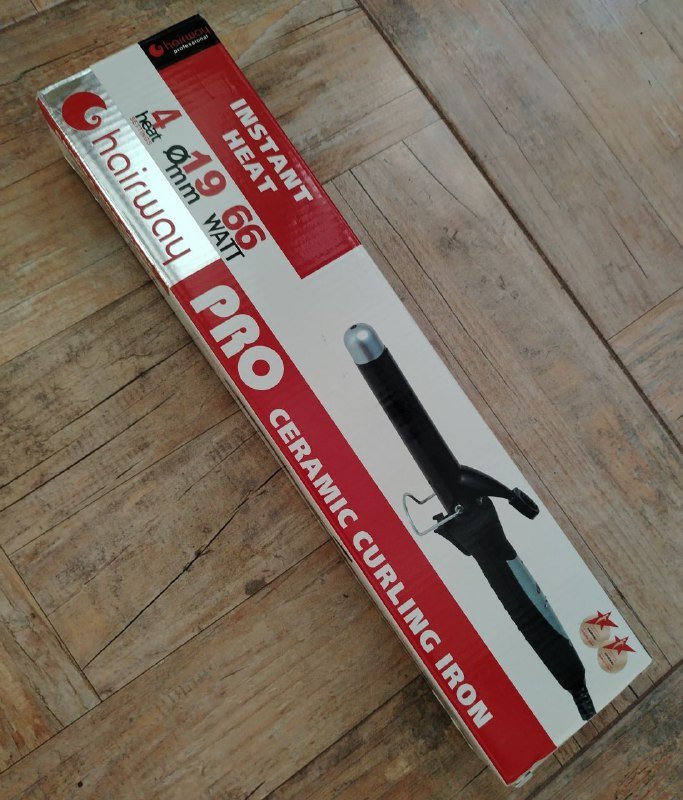 hairway
professional
INSTANT
HEAT
hairway
4
heat
ø19
mm
66
WATT
PRO CERAMIC CURLING IRON